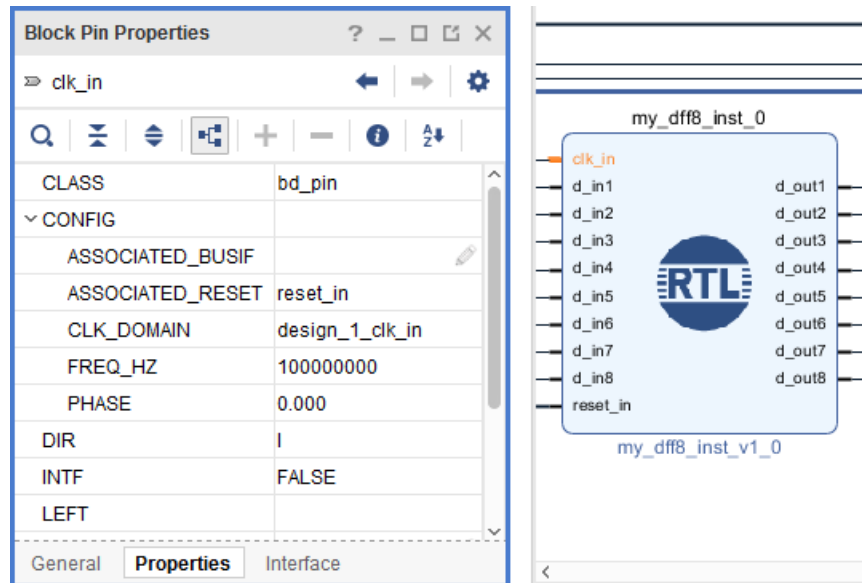 Block Pin Properties
clk_in
CLASS bd_pin
CONFIG
ASSOCIATED_BUSIF
ASSOCIATED_RESET reset_in
CLK_DOMAIN design_1_clk_in
FREQ_HZ 100000000
PHASE 0.000
DIR I
INTF FALSE
LEFT
General Properties Interface
my_dff8_inst_0
clk_in
d_in1 d_out1
d_in2 d_out2
d_in3 d_out3
d_in4 d_out4
d_in5 d_out5
d_in6 d_out6
d_in7 d_out7
d_in8 d_out8
reset_in
RTL
my_dff8_inst_v1_0